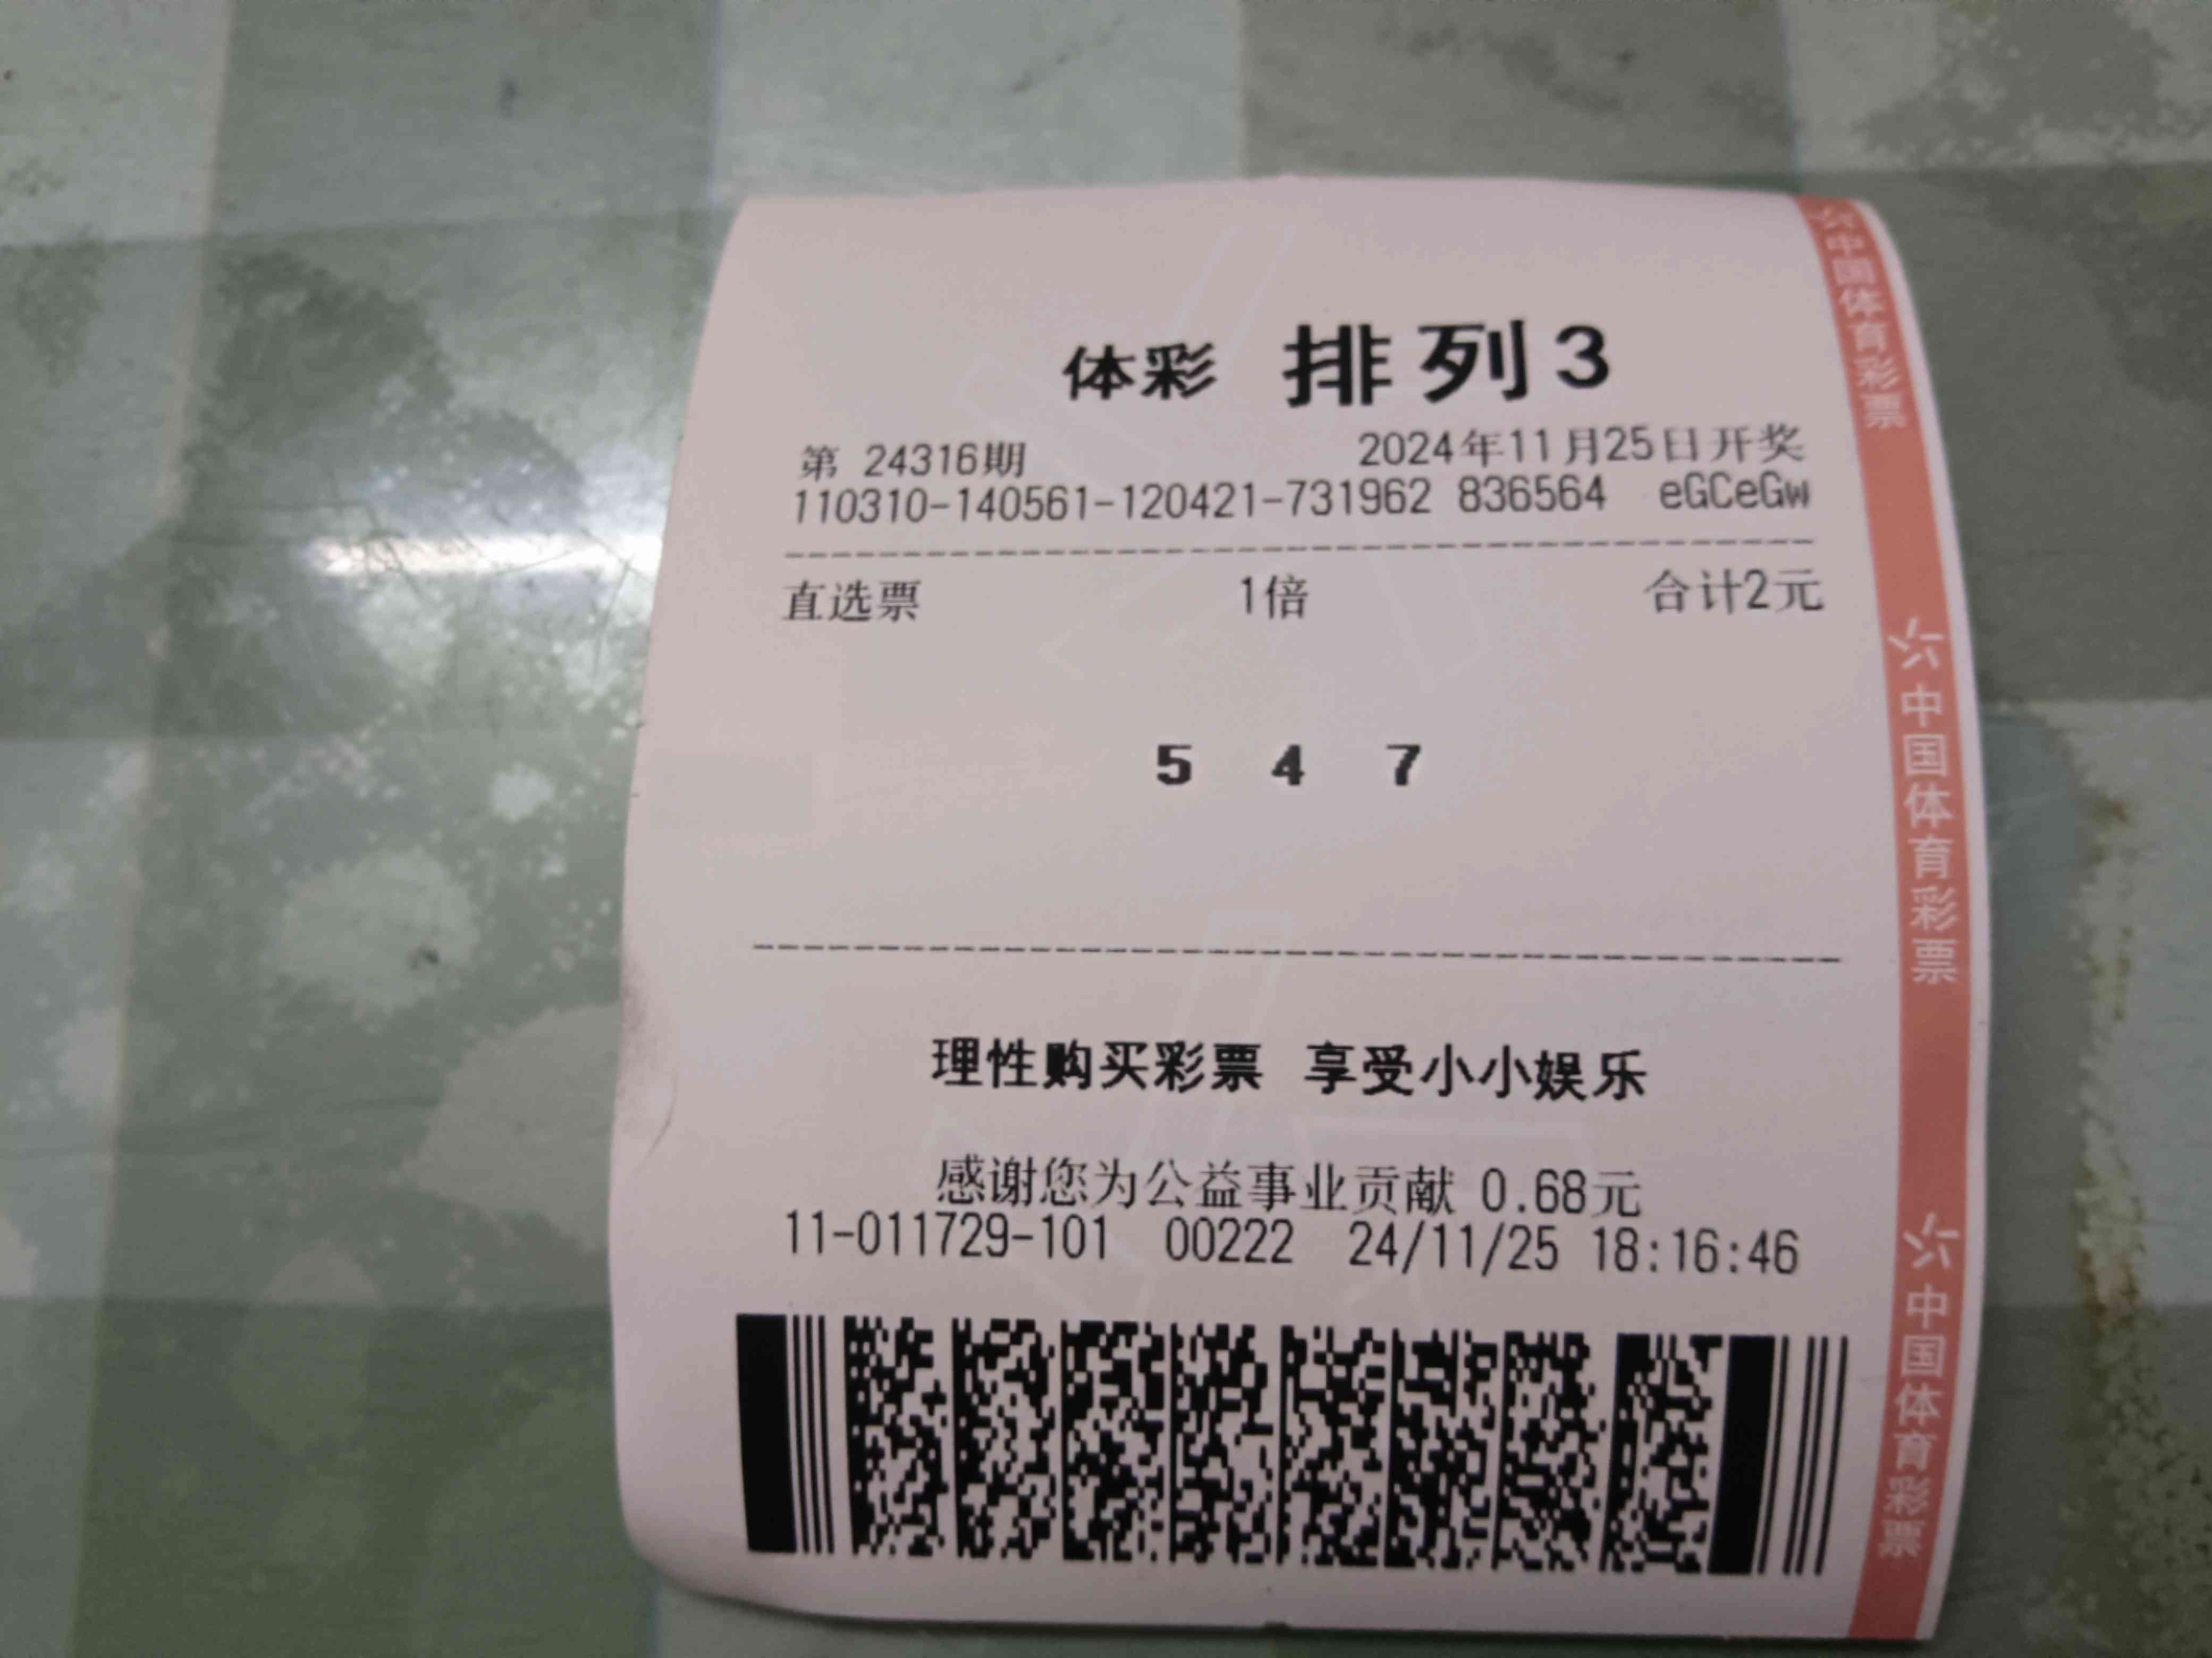 体彩 排列3
第 24316期 2024年11月25日开奖
110310-140561-120421-731962 836564 eGCeGw
直选票 1倍 合计2元
5 4 7
理性购买彩票 享受小小娱乐
感谢您为公益事业贡献 0.68元
11-011729-101 00222 24/11/25 18:16:46
中国体育彩票
中国体育彩票
中国体育彩票